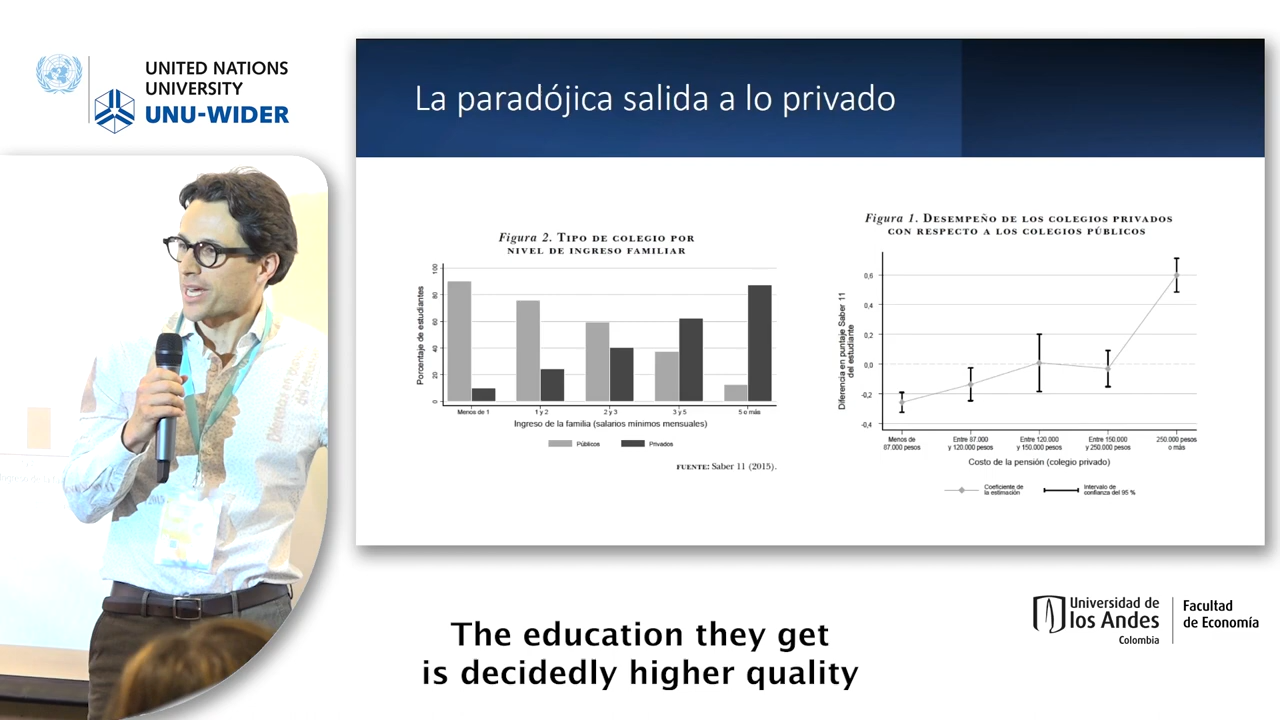 UNITED NATIONS
UNIVERSITY
UNU-WIDER
La paradójica salida a lo privado
Figura 2. TIPO DE COLEGIO POR
NIVEL DE INGRESO FAMILIAR
Porcentaje de estudiantes
100
80
60
40
20
0
Menos de 1
1 y 2
2 y 3
3 y 5
5 o más
Ingreso de la familia (salarios mínimos mensuales)
Públicos
Privados
FUENTE: Saber 11 (2015).
Figura 1. DESEMPEÑO DE LOS COLEGIOS PRIVADOS
CON RESPECTO A LOS COLEGIOS PÚBLICOS
Diferencia en puntaje Saber 11
del estudiante
0,6
0,4
0,2
0,0
-0,2
-0,4
Menos de
87.000 pesos
Entre 87.000
y 120.000 pesos
Entre 120.000
y 150.000 pesos
Entre 150.000
y 250.000 pesos
250.000 pesos
o más
Costo de la pensión (colegio privado)
Coeficiente de
la estimación
Intervalo de
confianza del 95 %
The education they get
is decidedly higher quality
Universidad de
los Andes
Colombia
Facultad
de Economía